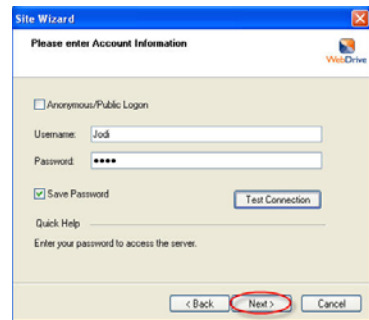 Site Wizard
Please enter Account Information
WebDrive
Anonymous/Public Logon
Username: Jodi
Password: ••••
Save Password
Test Connection
Quick Help
Enter your password to access the server.
< Back Next > Cancel